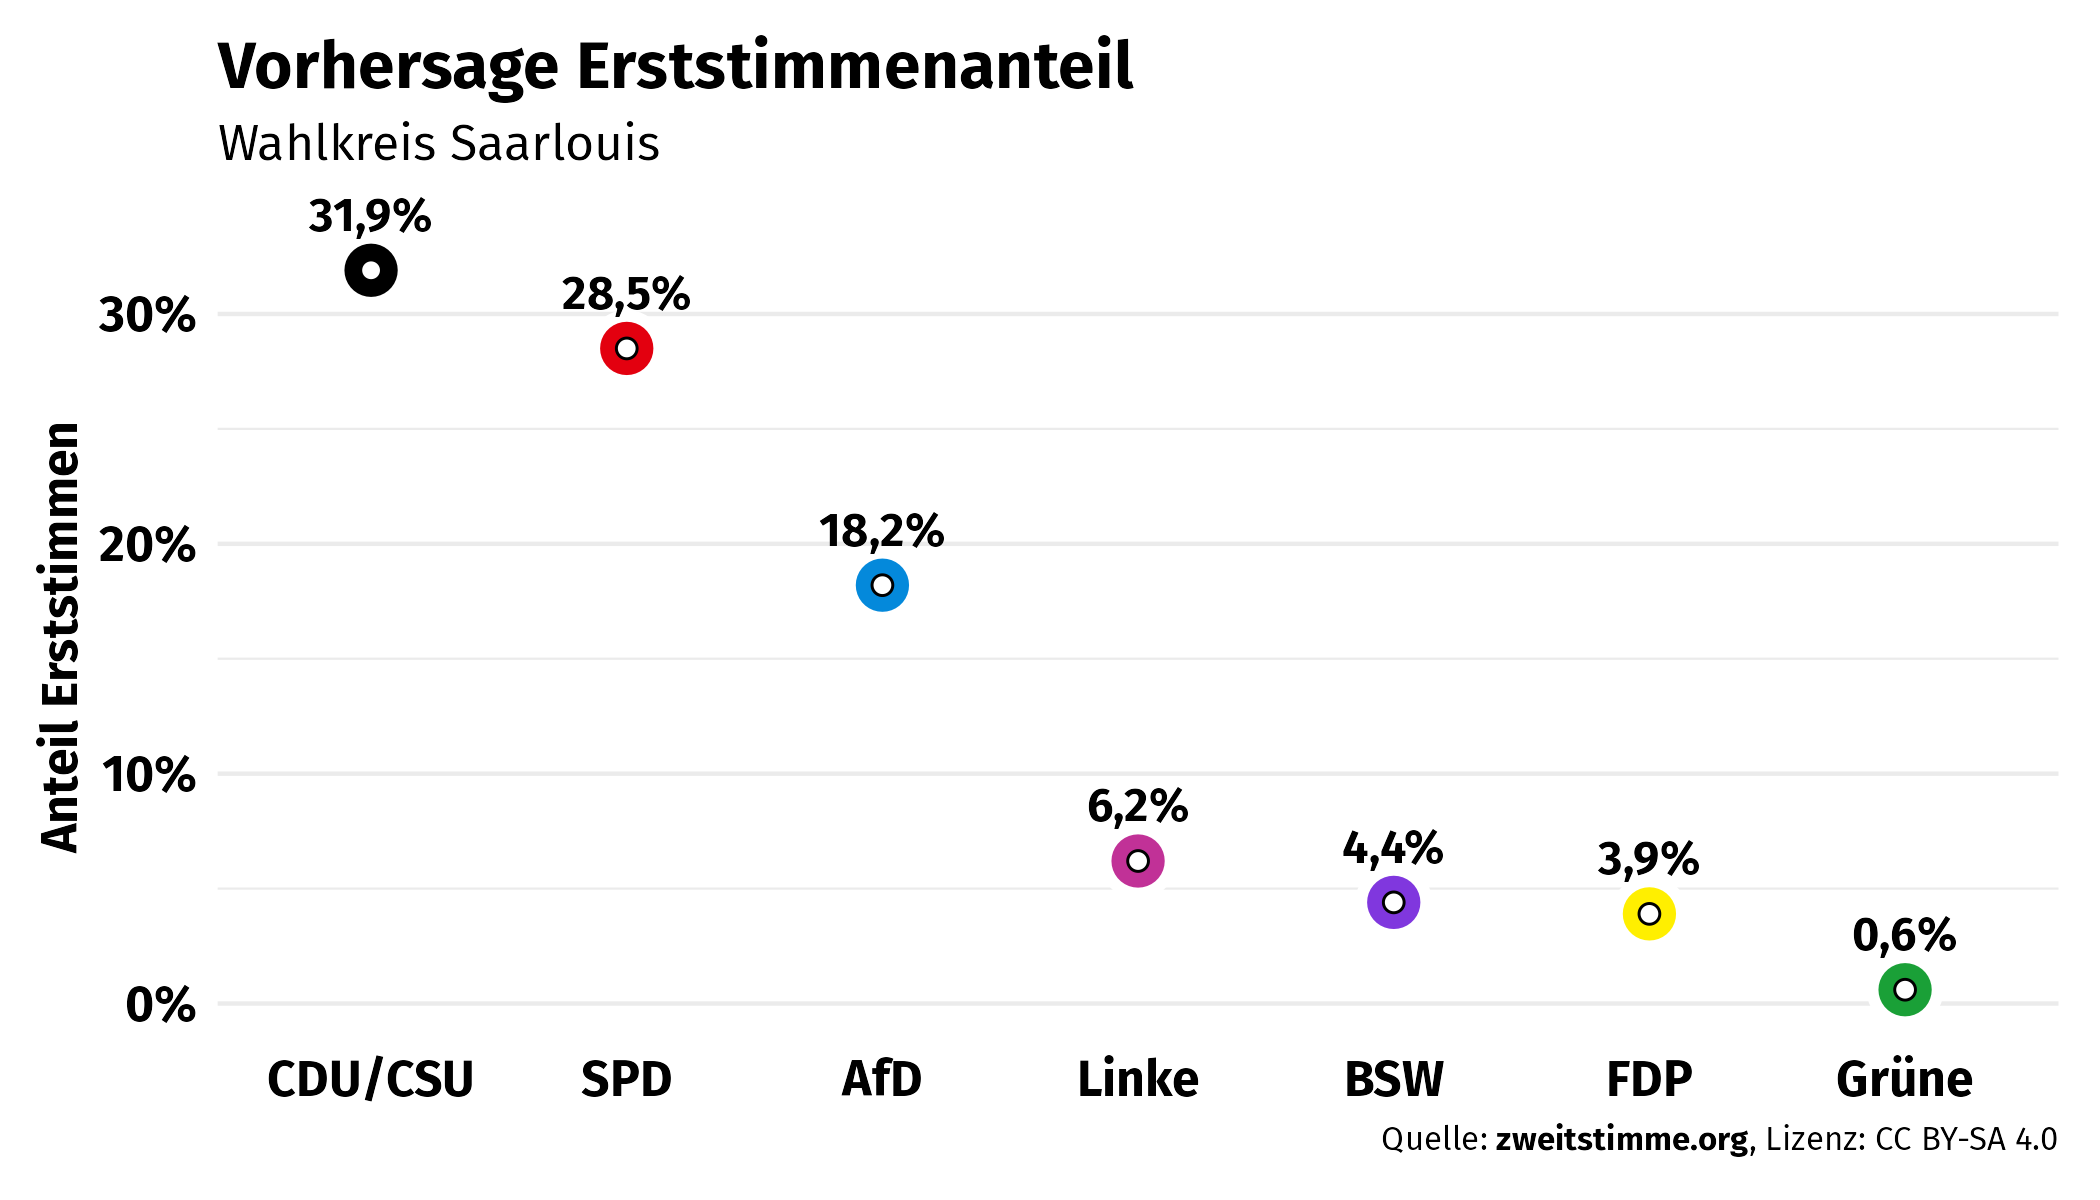 Vorhersage Erststimmenanteil
Wahlkreis Saarlouis
Anteil Erststimmen
30%
20%
10%
0%
31,9%
28,5%
18,2%
6,2%
4,4%
3,9%
0,6%
CDU/CSU SPD AfD Linke BSW FDP Grüne
Quelle: zweitstimme.org, Lizenz: CC BY-SA 4.0